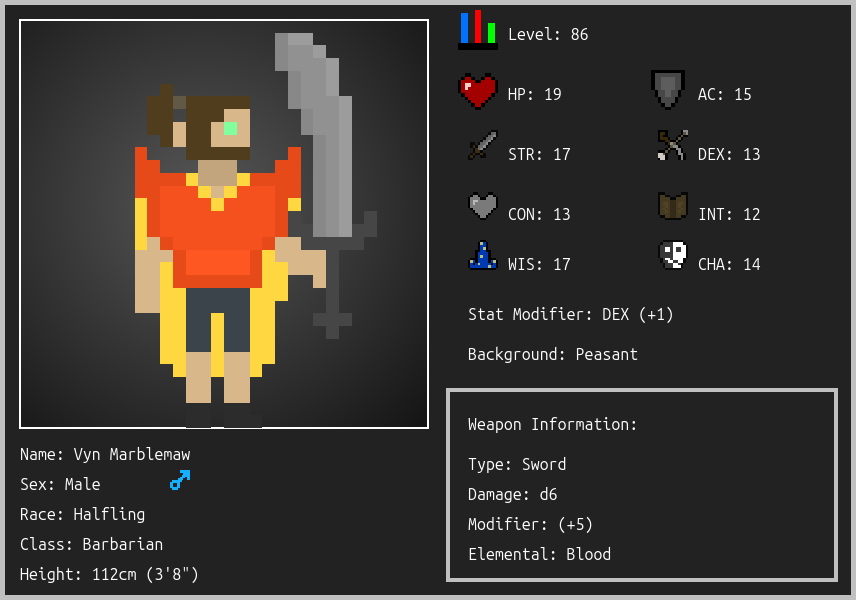 Level: 86
HP: 19
AC: 15
STR: 17
DEX: 13
CON: 13
INT: 12
WIS: 17
CHA: 14
Stat Modifier: DEX (+1)
Background: Peasant
Weapon Information:
Type: Sword
Damage: d6
Modifier: (+5)
Elemental: Blood
Name: Vyn Marblemaw
Sex: Male
Race: Halfling
Class: Barbarian
Height: 112cm (3'8")